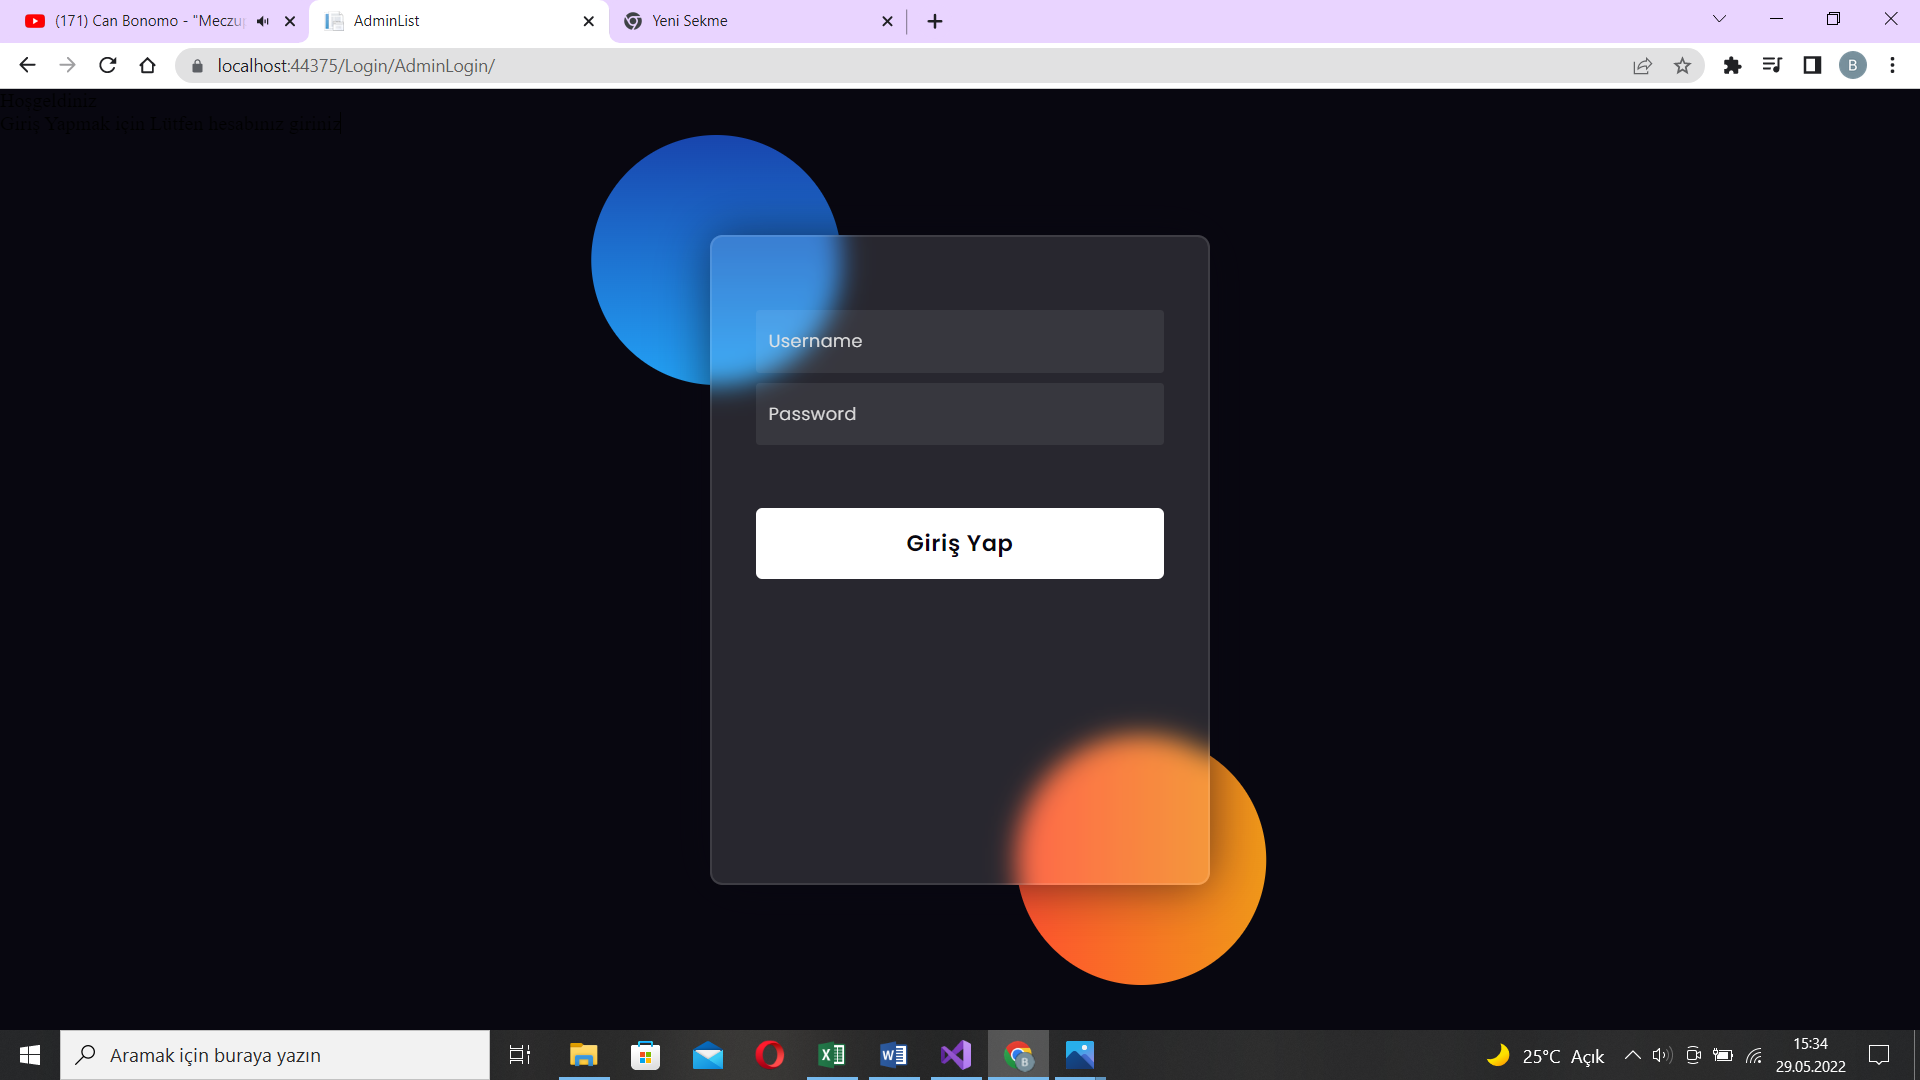 (171) Can Bonomo - "Meczu
AdminList
Yeni Sekme
localhost:44375/Login/AdminLogin/
B
Hoşgeldiniz
Giriş Yapmak için Lütfen hesabınız giriniz
Username
Password
Giriş Yap
Aramak için buraya yazın
B
25°C Açık
15:34
29.05.2022